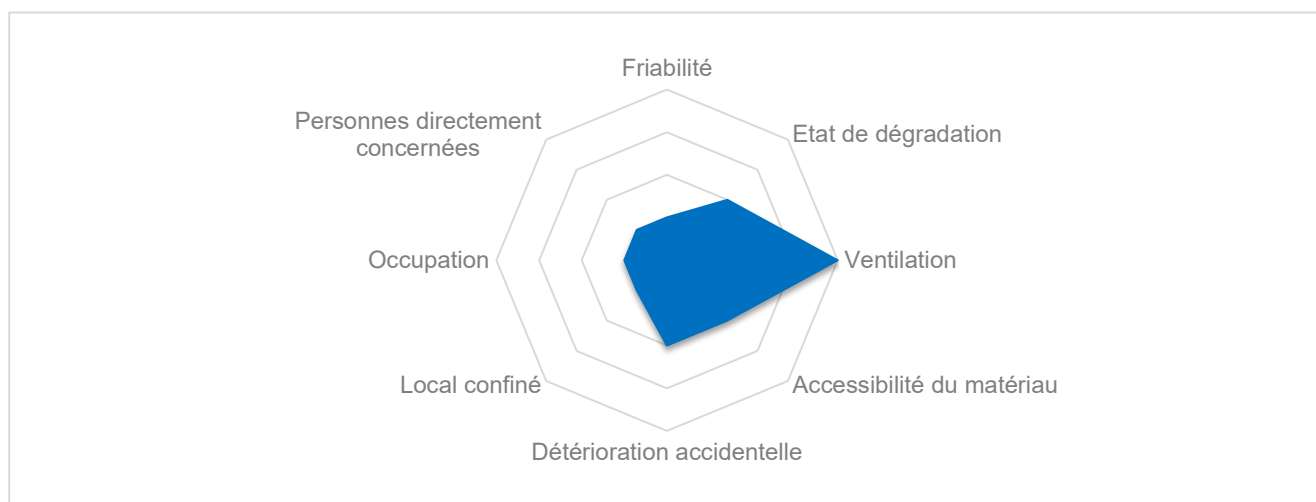 Friabilité
Personnes directement
concernées
Etat de dégradation
Occupation
Ventilation
Local confiné
Accessibilité du matériau
Détérioration accidentelle